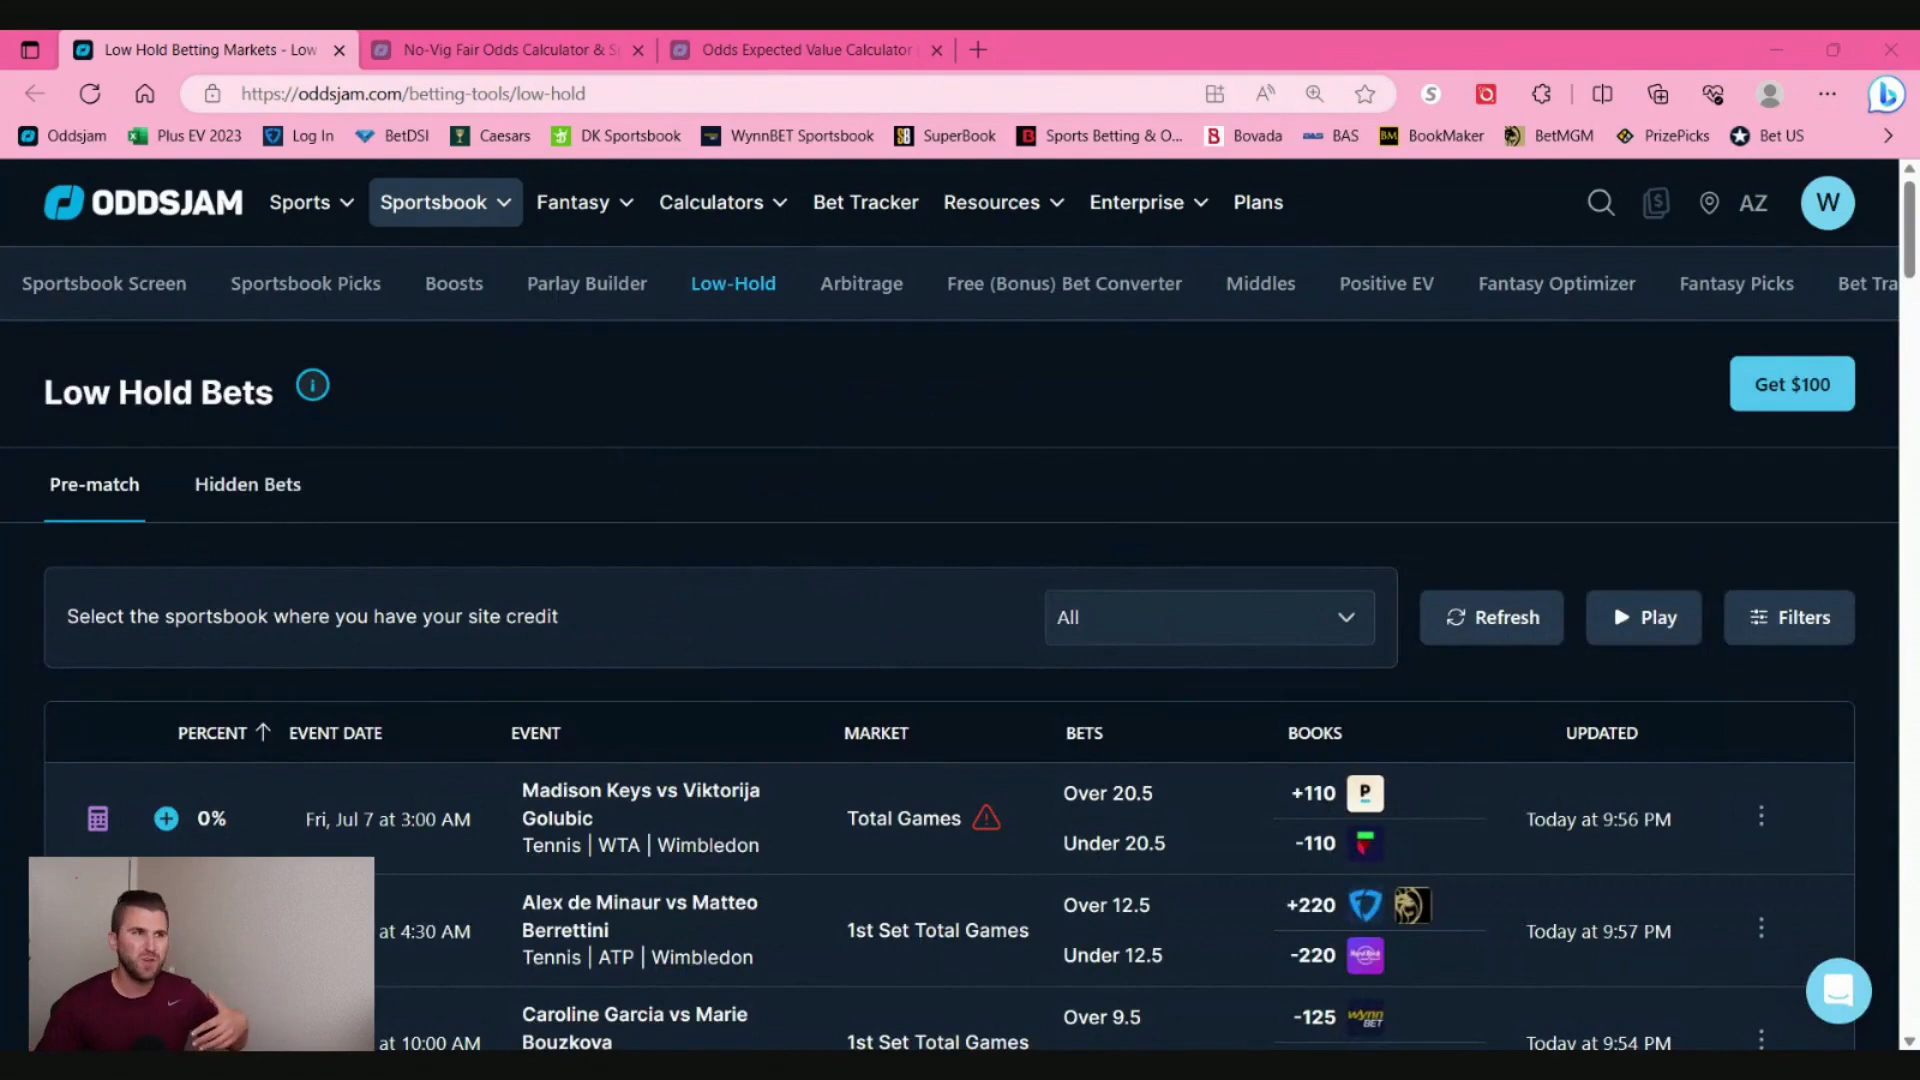 Low Hold Betting Markets - Low
No-Vig Fair Odds Calculator & S
Odds Expected Value Calculator
https://oddsjam.com/betting-tools/low-hold
Oddsjam Plus EV 2023 Log In BetDSI Caesars DK Sportsbook WynnBET Sportsbook SuperBook Sports Betting & O... Bovada BAS BookMaker BetMGM PrizePicks Bet US
ODDSJAM Sports Sportsbook Fantasy Calculators Bet Tracker Resources Enterprise Plans AZ W
Sportsbook Screen Sportsbook Picks Boosts Parlay Builder Low-Hold Arbitrage Free (Bonus) Bet Converter Middles Positive EV Fantasy Optimizer Fantasy Picks Bet Tra
Low Hold Bets
Get $100
Pre-match Hidden Bets
Select the sportsbook where you have your site credit All Refresh Play Filters
PERCENT EVENT DATE EVENT MARKET BETS BOOKS UPDATED
0% Fri, Jul 7 at 3:00 AM
Madison Keys vs Viktorija
Golubic
Tennis | WTA | Wimbledon
Total Games
Over 20.5 +110 P
Under 20.5 -110
Today at 9:56 PM
at 4:30 AM
Alex de Minaur vs Matteo
Berrettini
Tennis | ATP | Wimbledon
1st Set Total Games
Over 12.5 +220
Under 12.5 -220 Hard Rock
Today at 9:57 PM
at 10:00 AM
Caroline Garcia vs Marie
Bouzkova
1st Set Total Games
Over 9.5 -125 WYNN BET
Today at 9:54 PM